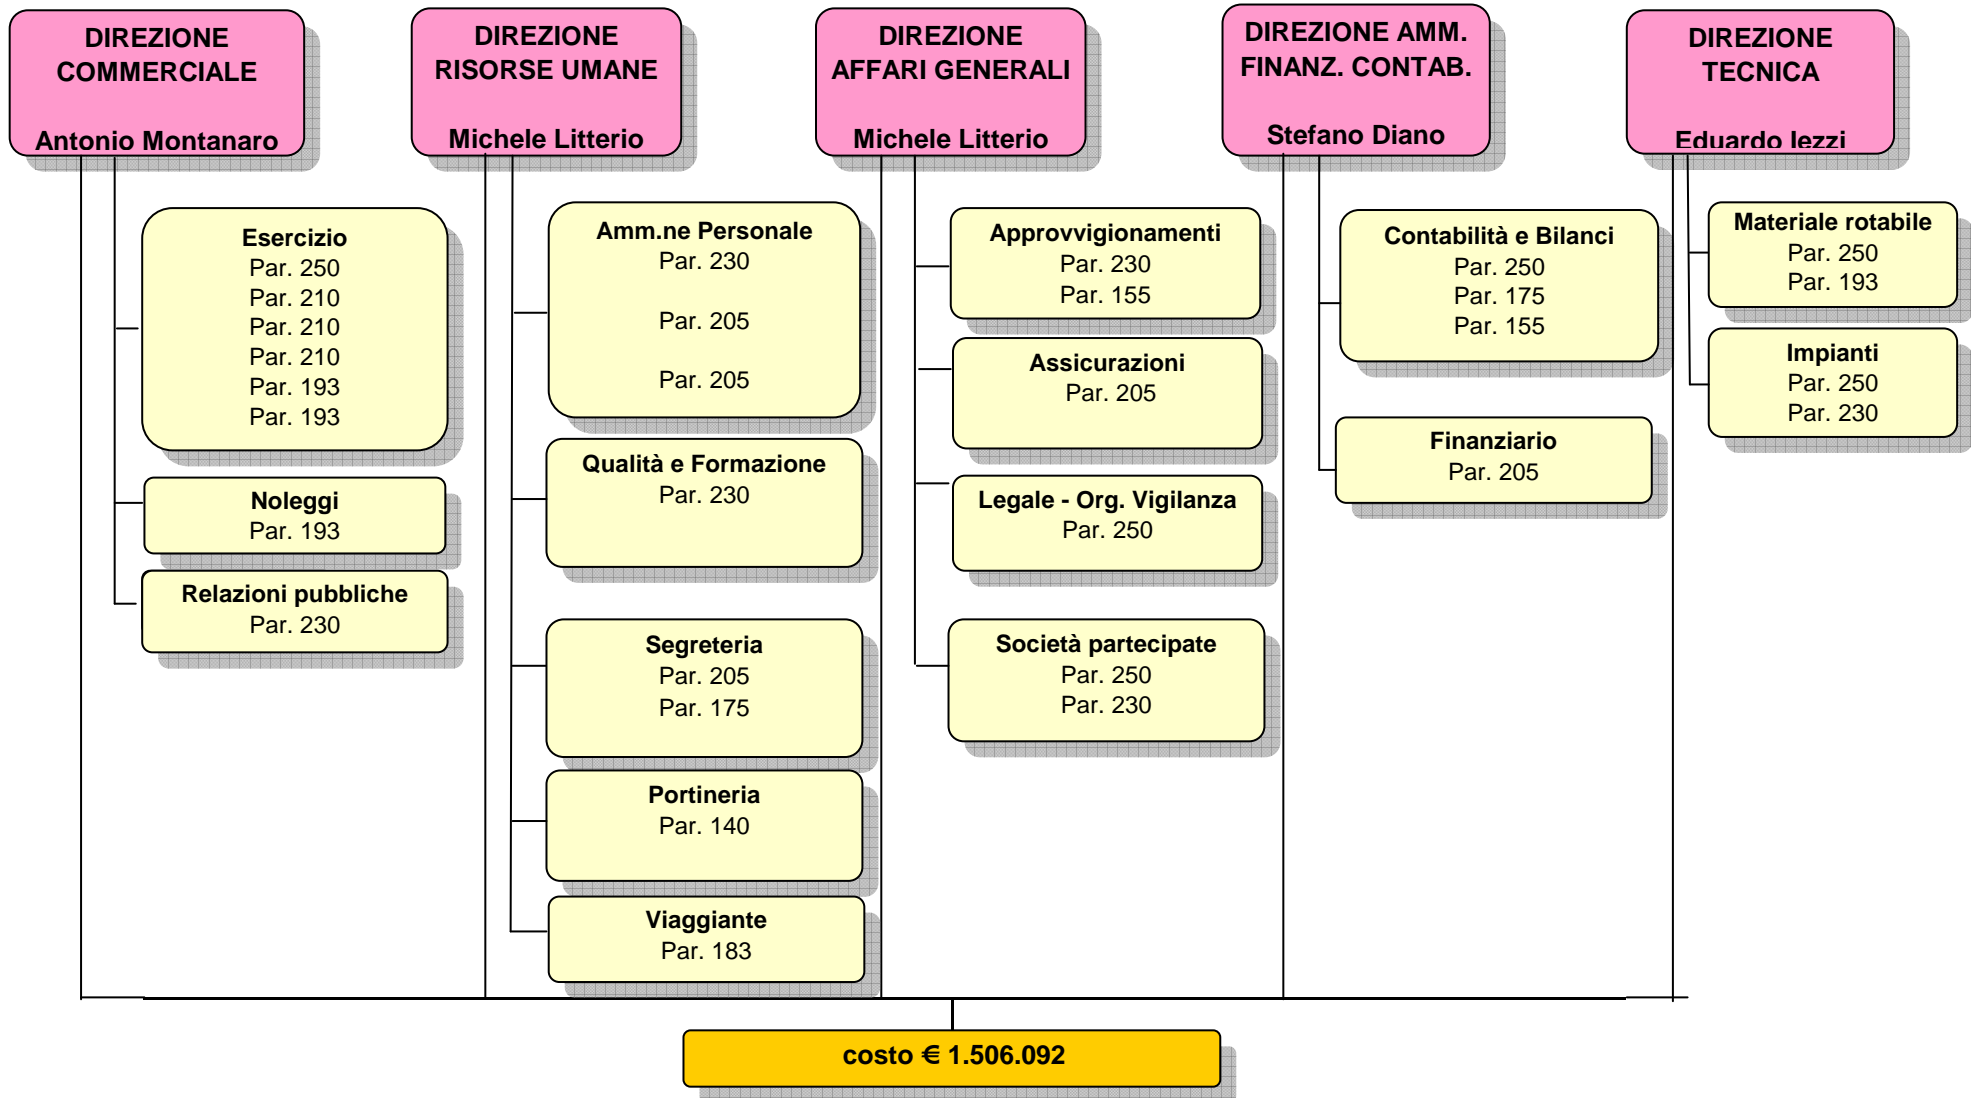 DIREZIONE
COMMERCIALE
Antonio Montanaro
Esercizio
Par. 250
Par. 210
Par. 210
Par. 210
Par. 193
Par. 193
Noleggi
Par. 193
Relazioni pubbliche
Par. 230
DIREZIONE
RISORSE UMANE
Michele Litterio
Amm.ne Personale
Par. 230
Par. 205
Par. 205
Qualità e Formazione
Par. 230
Segreteria
Par. 205
Par. 175
Portineria
Par. 140
Viaggiante
Par. 183
DIREZIONE
AFFARI GENERALI
Michele Litterio
Approvvigionamenti
Par. 230
Par. 155
Assicurazioni
Par. 205
Legale - Org. Vigilanza
Par. 250
Società partecipate
Par. 250
Par. 230
DIREZIONE AMM.
FINANZ. CONTAB.
Stefano Diano
Contabilità e Bilanci
Par. 250
Par. 175
Par. 155
Finanziario
Par. 205
DIREZIONE
TECNICA
Eduardo Iezzi
Materiale rotabile
Par. 250
Par. 193
Impianti
Par. 250
Par. 230
costo € 1.506.092